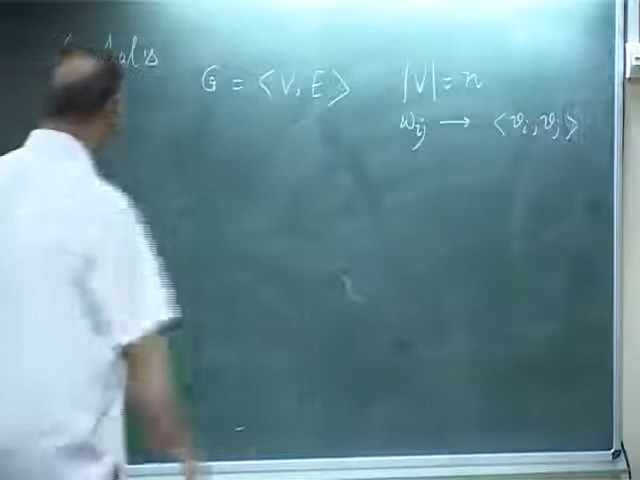 G = <V, E> |V| = n
w_ij → <v_i, v_j>